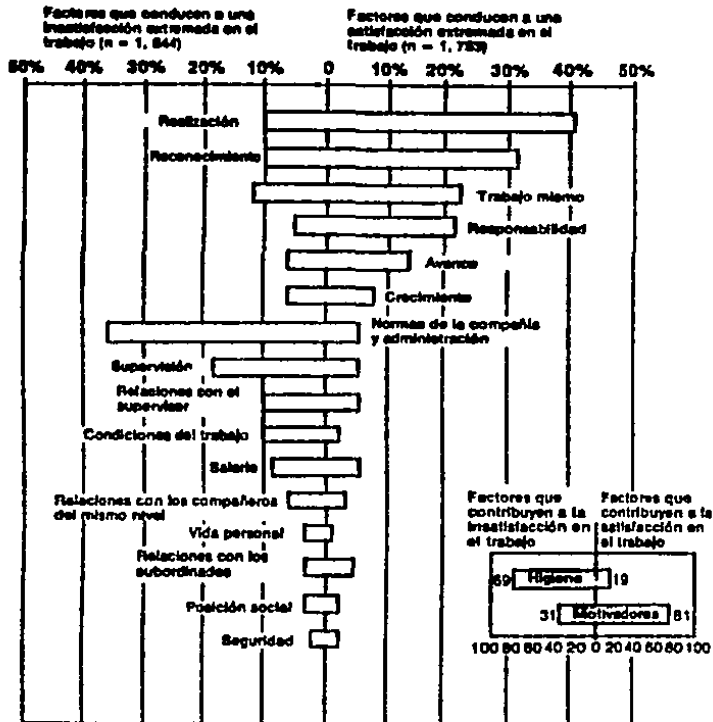 Factores que conducen a una
insatisfacción extremada en el
trabajo (n = 1, 844)
Factores que conducen a una
satisfacción extremada en el
trabajo (n = 1, 753)
50% 40% 30% 20% 10% 0 10% 20% 30% 40% 50%
Realización
Reconocimiento
Trabajo mismo
Responsabilidad
Avance
Crecimiento
Normas de la compañía
y administración
Supervisión
Relaciones con el
supervisor
Condiciones del trabajo
Salario
Relaciones con los compañeros
del mismo nivel
Vida personal
Relaciones con los
subordinados
Posición social
Seguridad
Factores que
contribuyen a la
insatisfacción en
el trabajo
Factores que
contribuyen a la
satisfacción en
el trabajo
69 Higiene 19
31 Motivadores 81
100 80 60 40 20 0 20 40 60 80 100